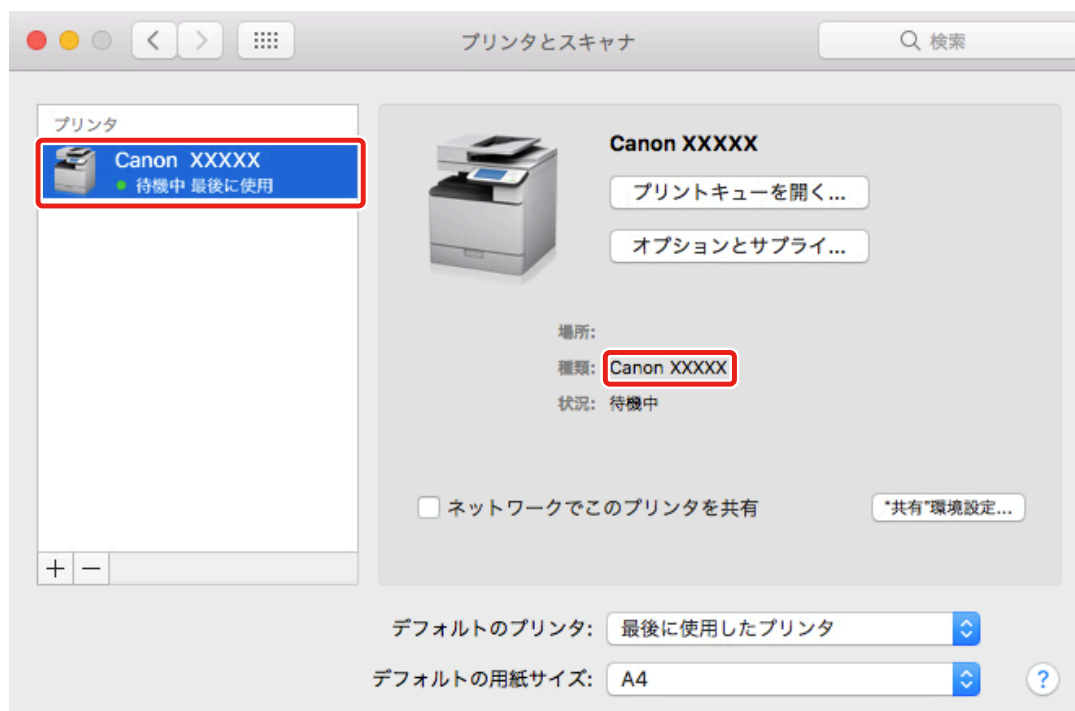 プリンタとスキャナ
検索
プリンタ
Canon XXXXX
待機中 最後に使用
Canon XXXXX
プリントキューを開く...
オプションとサプライ...
場所:
種類: Canon XXXXX
状況: 待機中
ネットワークでこのプリンタを共有
"共有"環境設定...
+ −
デフォルトのプリンタ: 最後に使用したプリンタ
デフォルトの用紙サイズ: A4
?